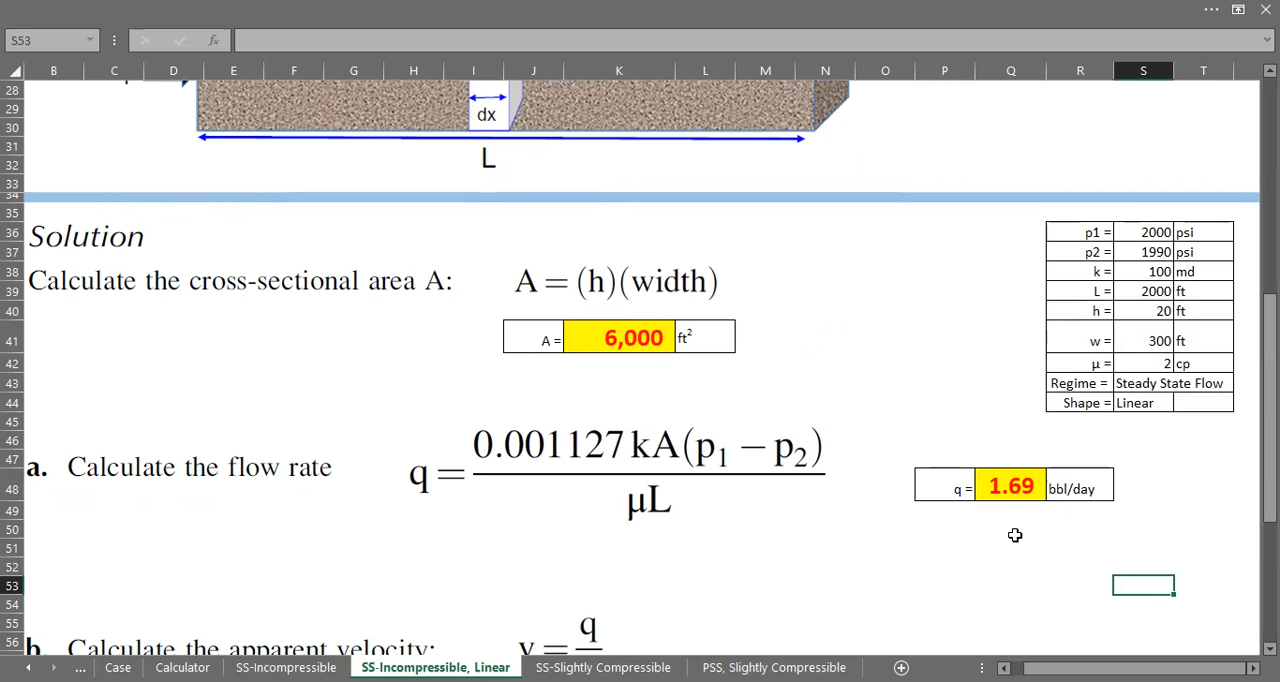 S53
B C D E F G H I J K L M N O P Q R S T
28
29
30
31
32
33
34
35
36
37
38
39
40
41
42
43
44
45
46
47
48
49
50
51
52
53
54
55
56
dx
L
Solution
Calculate the cross-sectional area A: A = (h)(width)
A = 6,000 ft²
p1 = 2000 psi
p2 = 1990 psi
k = 100 md
L = 2000 ft
h = 20 ft
w = 300 ft
μ = 2 cp
Regime = Steady State Flow
Shape = Linear
a. Calculate the flow rate q = 0.001127 kA(p₁ − p₂) / μL
q = 1.69 bbl/day
b. Calculate the apparent velocity: v = q
... Case Calculator SS-Incompressible SS-Incompressible, Linear SS-Slightly Compressible PSS, Slightly Compressible